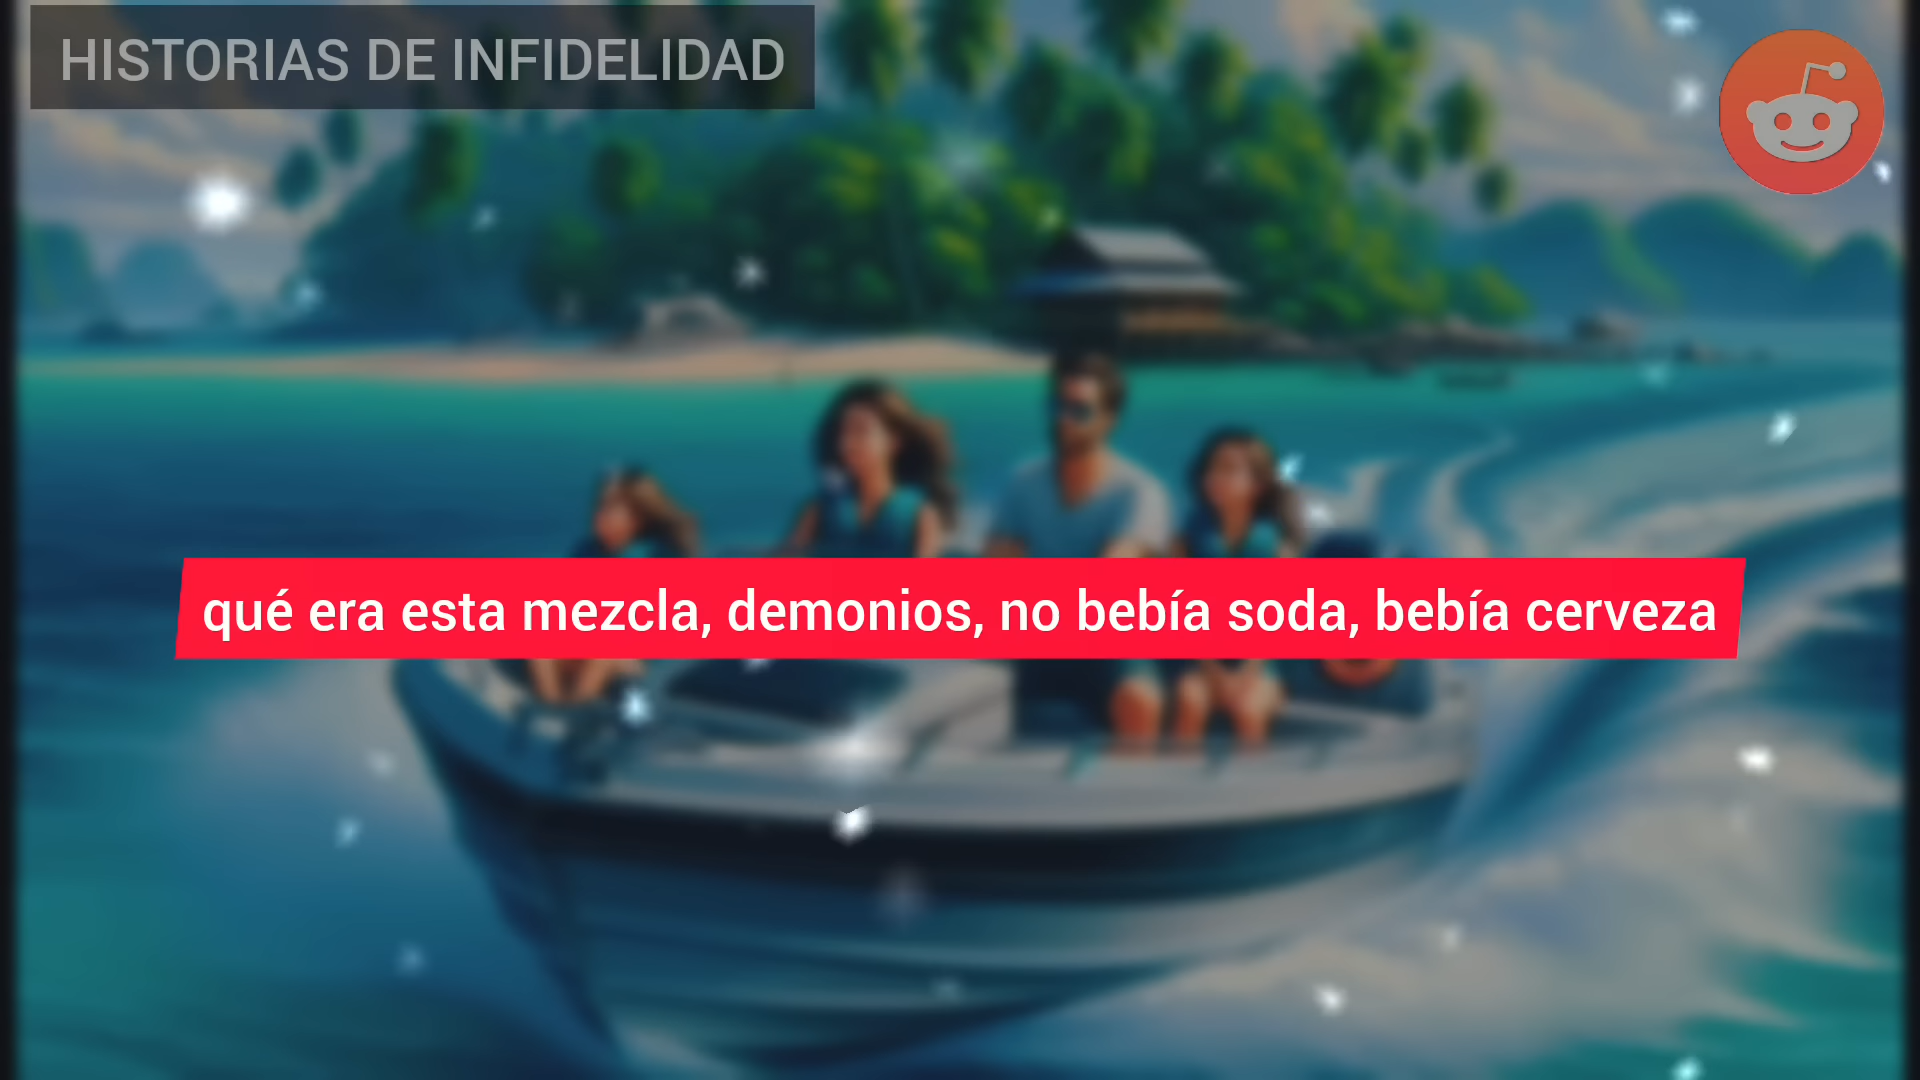 HISTORIAS DE INFIDELIDAD
qué era esta mezcla, demonios, no bebía soda, bebía cerveza